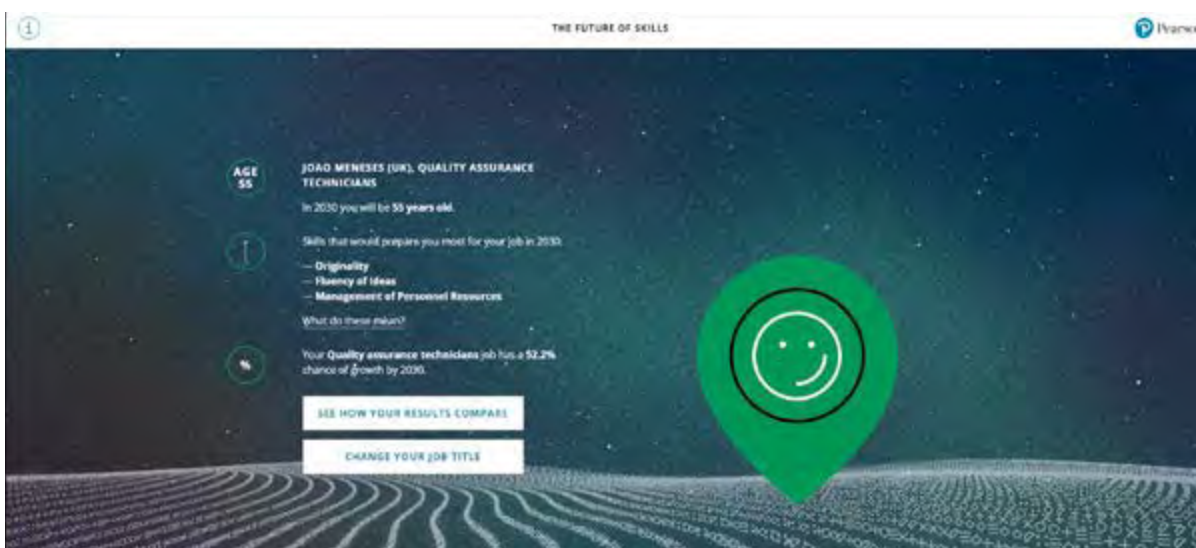 i
THE FUTURE OF SKILLS
AGE
55
JOAO MENESES (UK), QUALITY ASSURANCE
TECHNICIANS
In 2030 you will be 55 years old.
Skills that would prepare you most for your job in 2030:
— Originality
— Fluency of Ideas
— Management of Personnel Resources
What do these mean?
%
Your Quality assurance technicians job has a 52.2%
chance of growth by 2030.
SEE HOW YOUR RESULTS COMPARE
CHANGE YOUR JOB TITLE